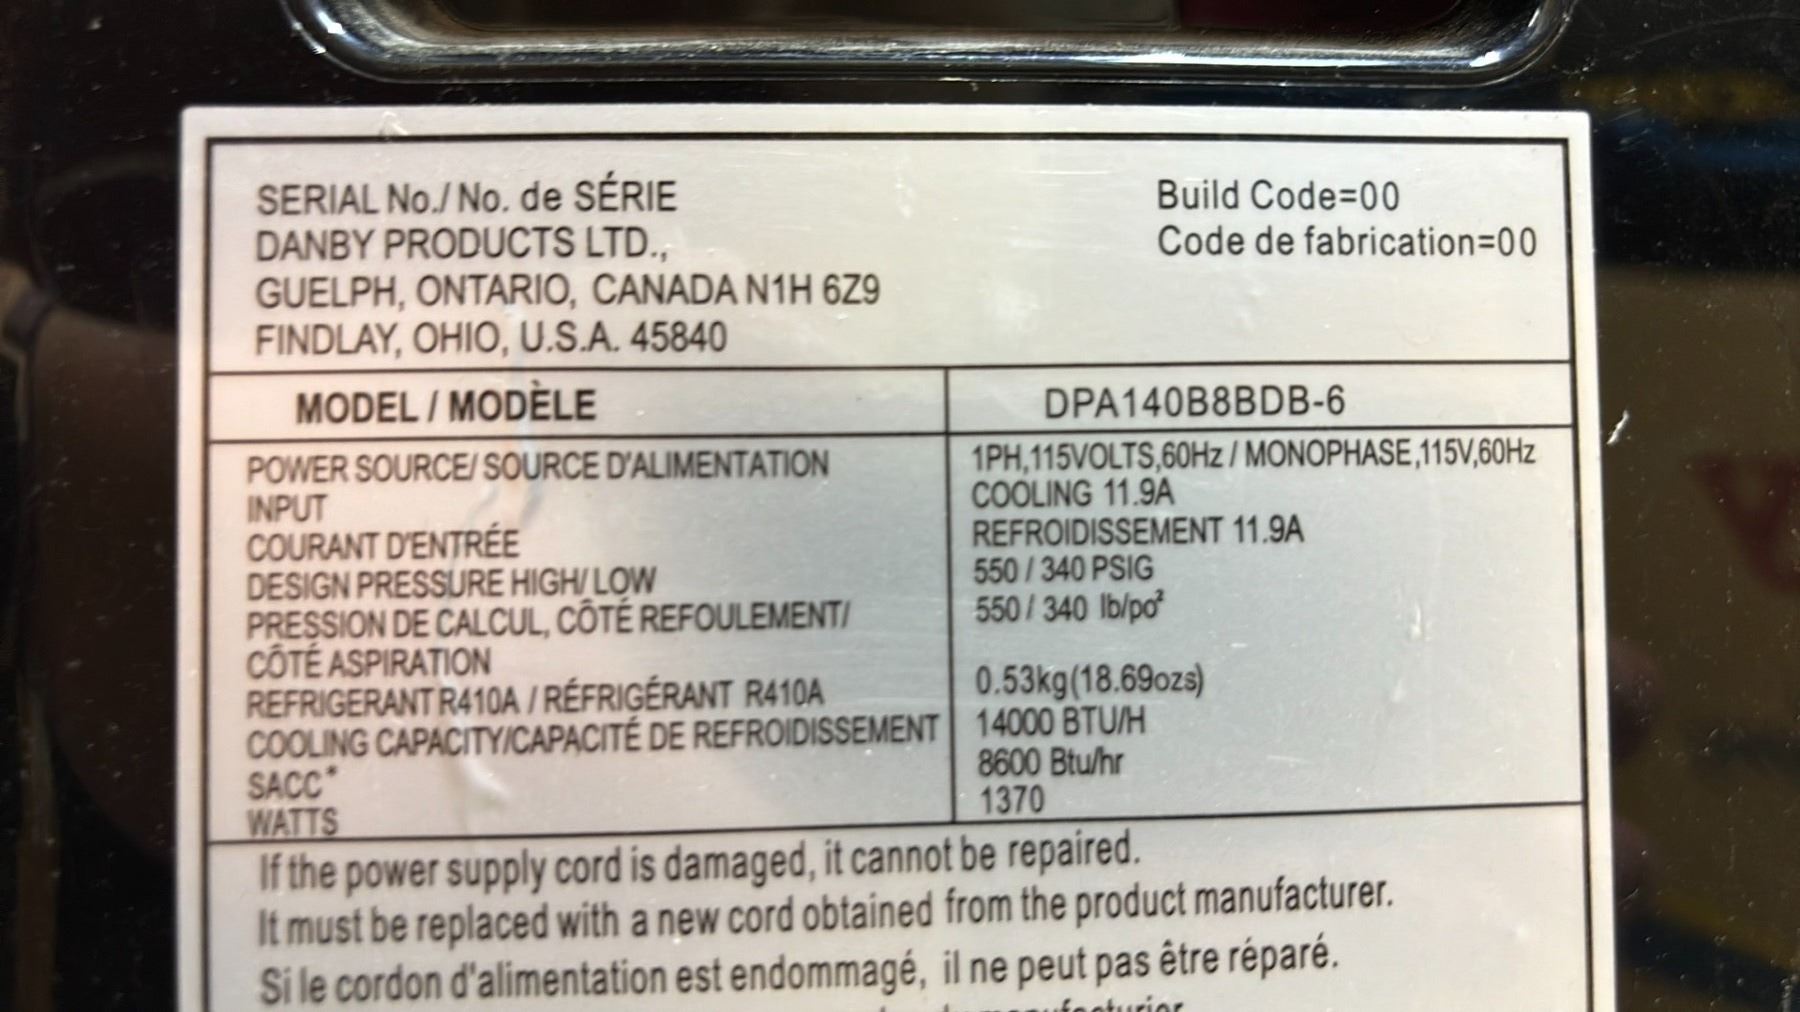 SERIAL No./ No. de SÉRIE
DANBY PRODUCTS LTD.,
GUELPH, ONTARIO, CANADA N1H 6Z9
FINDLAY, OHIO, U.S.A. 45840
Build Code=00
Code de fabrication=00
MODEL / MODÈLE DPA140B8BDB-6
POWER SOURCE/ SOURCE D'ALIMENTATION
INPUT
COURANT D'ENTRÉE
DESIGN PRESSURE HIGH/ LOW
PRESSION DE CALCUL, CÔTÉ REFOULEMENT/
CÔTÉ ASPIRATION
REFRIGERANT R410A / RÉFRIGÉRANT R410A
COOLING CAPACITY/CAPACITÉ DE REFROIDISSEMENT
SACC*
WATTS
1PH,115VOLTS,60Hz / MONOPHASE,115V,60Hz
COOLING 11.9A
REFROIDISSEMENT 11.9A
550 / 340 PSIG
550 / 340 lb/po²
0.53kg(18.69ozs)
14000 BTU/H
8600 Btu/hr
1370
If the power supply cord is damaged, it cannot be repaired.
It must be replaced with a new cord obtained from the product manufacturer.
Si le cordon d'alimentation est endommagé, il ne peut pas être réparé.